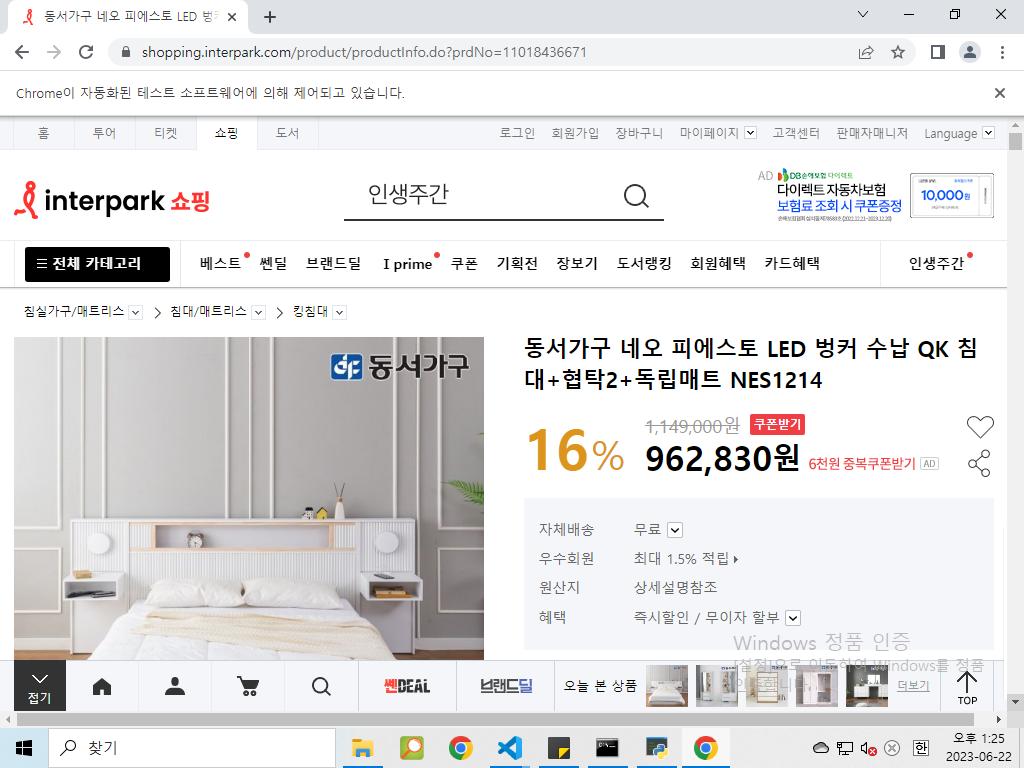 동서가구 네오 피에스토 LED 벙커
shopping.interpark.com/product/productInfo.do?prdNo=11018436671
Chrome이 자동화된 테스트 소프트웨어에 의해 제어되고 있습니다.
홈 투어 티켓 쇼핑 도서 로그인 회원가입 장바구니 마이페이지 고객센터 판매자매니저 Language
AD DB손해보험 다이렉트
interpark 쇼핑 인생주간 다이렉트 자동차보험 10,000원
보험료 조회 시 쿠폰증정
전체 카테고리 베스트 쎈딜 브랜드딜 I prime 쿠폰 기획전 장보기 도서랭킹 회원혜택 카드혜택 인생주간
침실가구/매트리스 침대/매트리스 킹침대
동서가구
동서가구 네오 피에스토 LED 벙커 수납 QK 침
대+협탁2+독립매트 NES1214
16% 1,149,000원 쿠폰받기
962,830원 6천원 중복쿠폰받기 AD
자체배송 무료
우수회원 최대 1.5% 적립
원산지 상세설명참조
혜택 즉시할인 / 무이자 할부
Windows 정품 인증
[설정]으로 이동하여 Windows를 정품
인증합니다.
접기 쎈DEAL 브랜드딜 오늘 본 상품 더보기 TOP
찾기 한 오후 1:25
2023-06-22